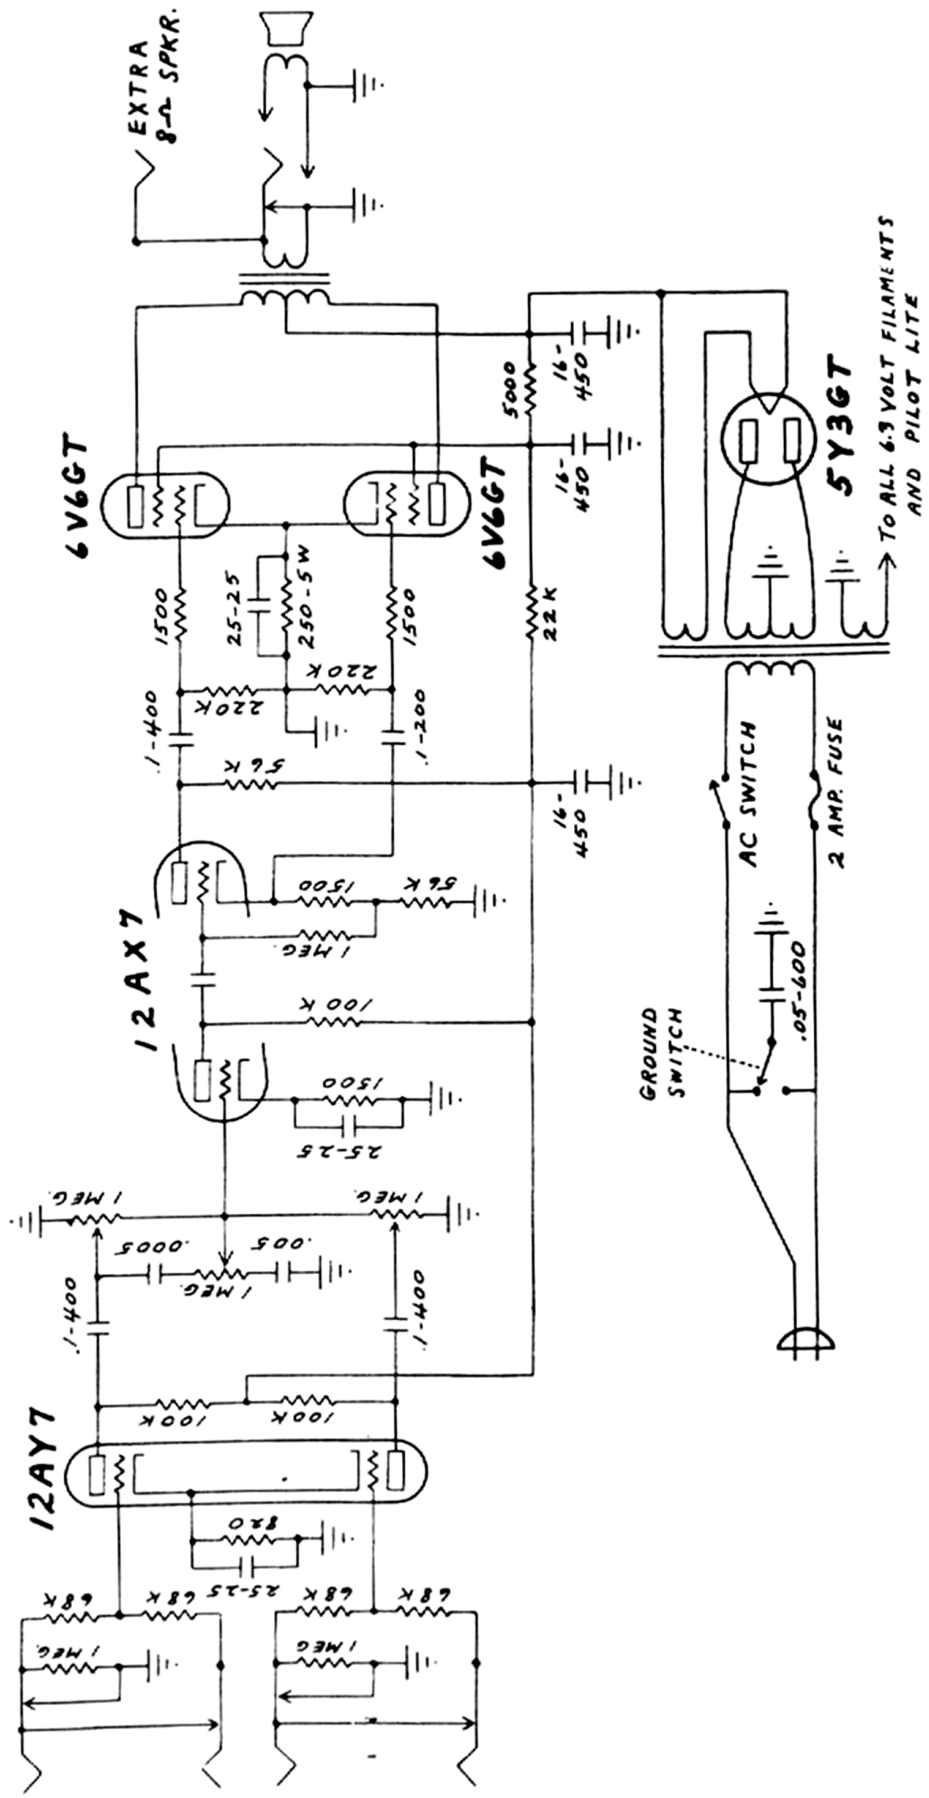 EXTRA
8-Ω SPKR.
6V6GT
6V6GT
1500
25-25
250-5W
1500
220K
220K
.1-400
.1-200
56K
5000
16-
450
16-
450
22K
16-
450
5Y3GT
TO ALL 6.3 VOLT FILAMENTS
AND PILOT LITE
AC SWITCH
2 AMP. FUSE
GROUND
SWITCH
.05-600
12AX7
1500
56K
1 MEG.
100K
1500
25-25
1 MEG.
1 MEG.
.0005
.005
1 MEG.
.1-400
.1-400
12AY7
100K
100K
820
25-25
68K
68K
1 MEG.
68K
68K
1 MEG.